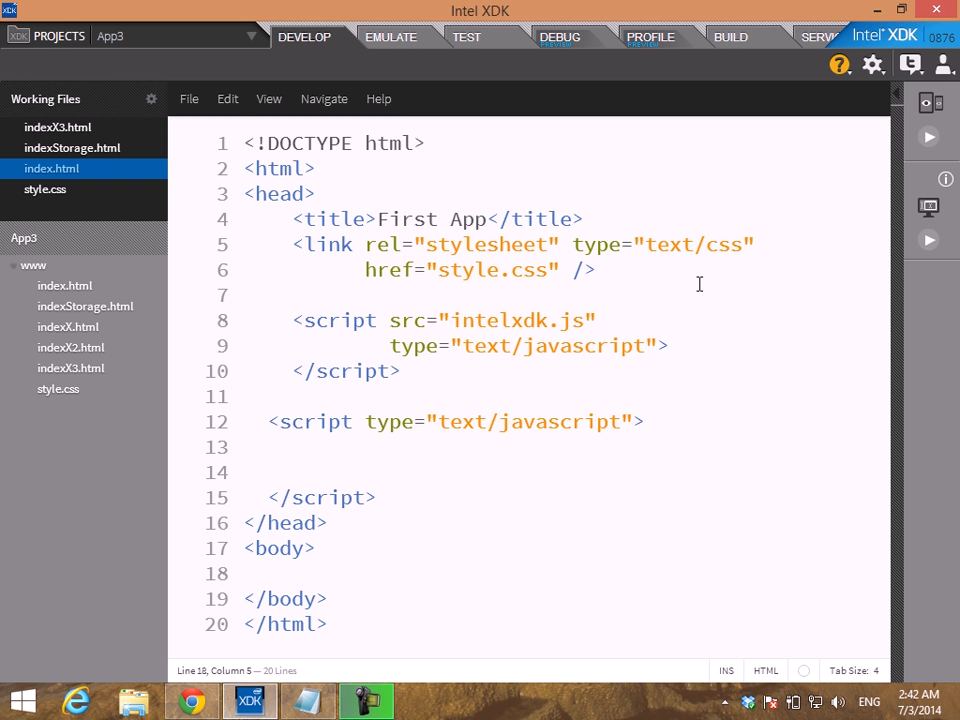 XDK
Intel XDK
XDK PROJECTS App3
DEVELOP EMULATE TEST DEBUG PREVIEW PROFILE PREVIEW BUILD SERV Intel XDK 0876
Working Files
File Edit View Navigate Help
indexX3.html
indexStorage.html
index.html
style.css
App3
www
index.html
indexStorage.html
indexX.html
indexX2.html
indexX3.html
style.css
1 <!DOCTYPE html>
2 <html>
3 <head>
4 <title>First App</title>
5 <link rel="stylesheet" type="text/css"
6 href="style.css" />
7
8 <script src="intelxdk.js"
9 type="text/javascript">
10 </script>
11
12 <script type="text/javascript">
13
14
15 </script>
16 </head>
17 <body>
18
19 </body>
20 </html>
Line 18, Column 5 — 20 Lines INS HTML Tab Size: 4
XDK ENG 2:42 AM
7/3/2014